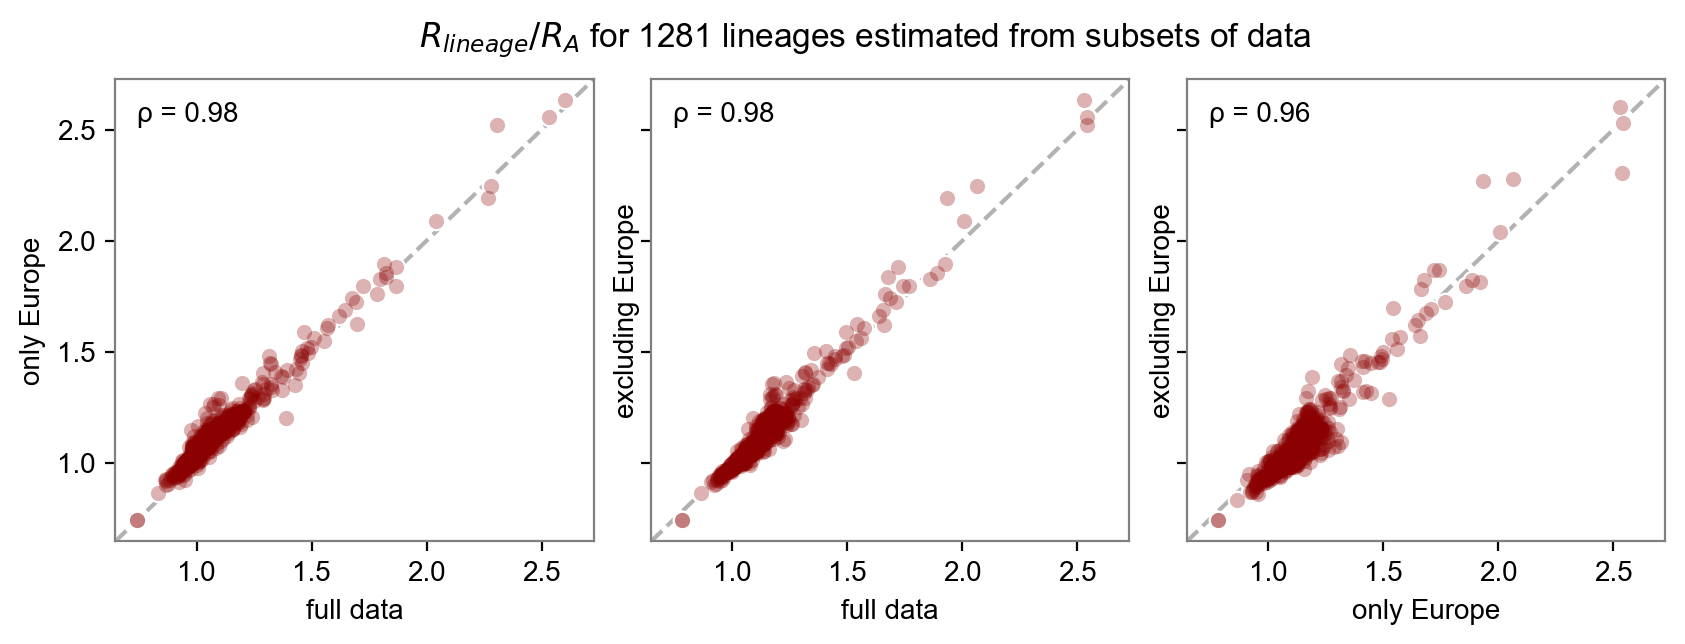 R_lineage/R_A for 1281 lineages estimated from subsets of data
ρ = 0.98
only Europe
2.5
2.0
1.5
1.0
1.0 1.5 2.0 2.5
full data
ρ = 0.98
excluding Europe
1.0 1.5 2.0 2.5
full data
ρ = 0.96
excluding Europe
1.0 1.5 2.0 2.5
only Europe